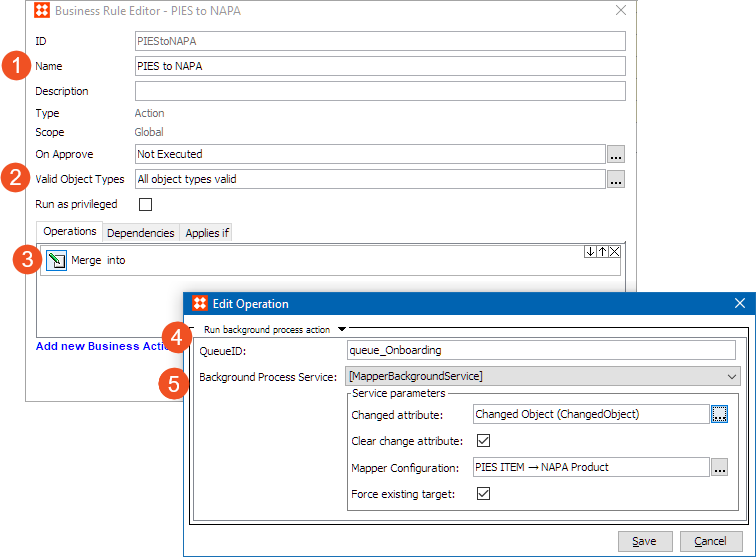 Business Rule Editor - PIES to NAPA
ID PIEStoNAPA
1 Name PIES to NAPA
Description
Type Action
Scope Global
On Approve Not Executed ...
2 Valid Object Types All object types valid ...
Run as privileged
Operations Dependencies Applies if
3 Merge into
Edit Operation
4 Run background process action
Add new Business Actio
QueueID: queue_Onboarding
5 Background Process Service: [MapperBackgroundService]
Service parameters
Changed attribute: Changed Object (ChangedObject) ...
Clear change attribute:
Mapper Configuration: PIES ITEM → NAPA Product ...
Force existing target:
Save Cancel